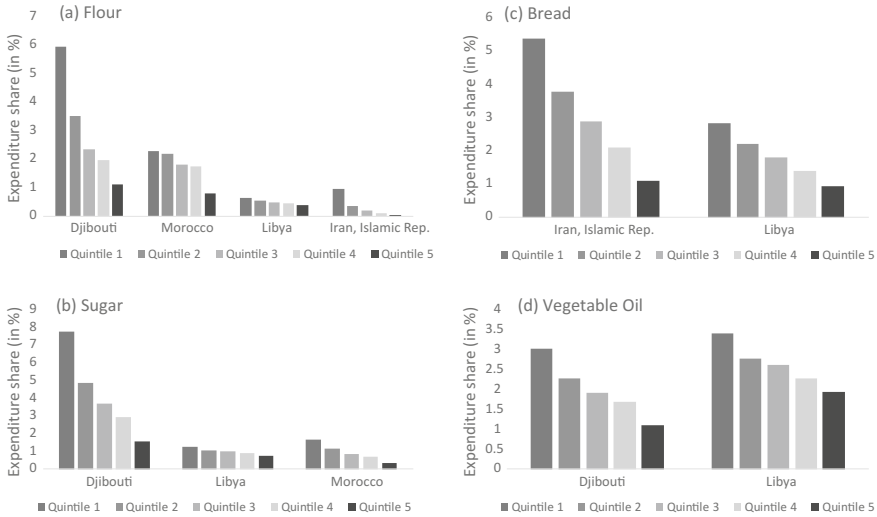 (a) Flour
Expenditure share (in %)
7
6
5
4
3
2
1
0
Djibouti Morocco Libya Iran, Islamic Rep.
Quintile 1 Quintile 2 Quintile 3 Quintile 4 Quintile 5
(c) Bread
Expenditure share (in %)
6
5
4
3
2
1
0
Iran, Islamic Rep. Libya
Quintile 1 Quintile 2 Quintile 3 Quintile 4 Quintile 5
(b) Sugar
Expenditure share (in %)
9
8
7
6
5
4
3
2
1
0
Djibouti Libya Morocco
Quintile 1 Quintile 2 Quintile 3 Quintile 4 Quintile 5
(d) Vegetable Oil
Expenditure share (in %)
4
3.5
3
2.5
2
1.5
1
0.5
0
Djibouti Libya
Quintile 1 Quintile 2 Quintile 3 Quintile 4 Quintile 5